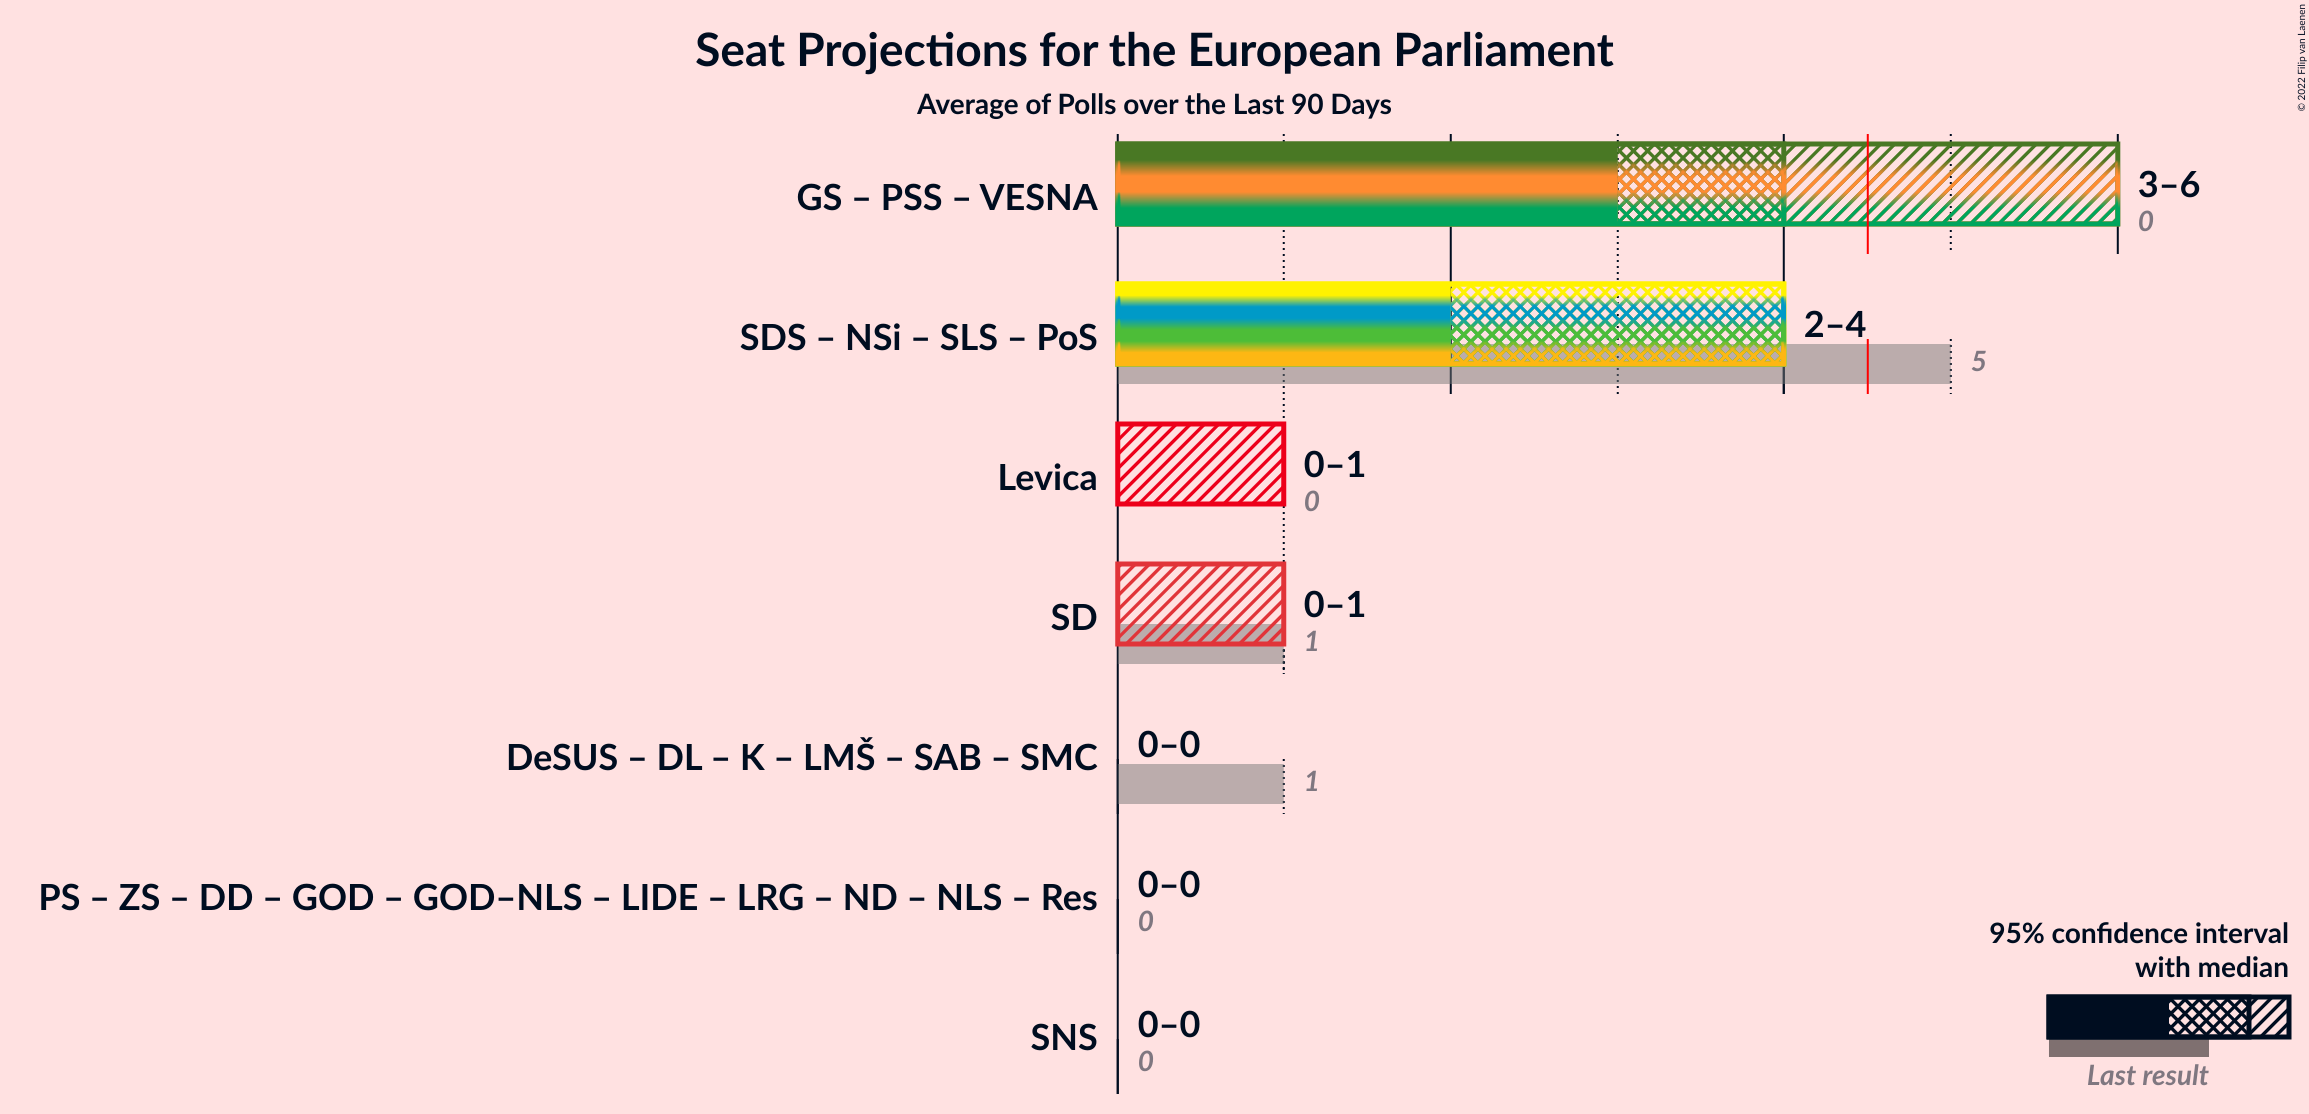 Seat Projections for the European Parliament
Average of Polls over the Last 90 Days
© 2022 Filip van Laenen
GS – PSS – VESNA
3–6
0
SDS – NSi – SLS – PoS
2–4
5
Levica
0–1
0
SD
0–1
1
DeSUS – DL – K – LMŠ – SAB – SMC
0–0
1
PS – ZS – DD – GOD – GOD–NLS – LIDE – LRG – ND – NLS – Res
0–0
0
SNS
0–0
0
95% confidence interval
with median
Last result